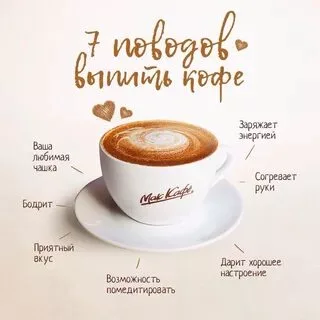 7 поводов
выпить кофе
Ваша
любимая
чашка
Заряжает
энергией
Согревает
руки
Бодрит
МакКафе
Приятный
вкус
Возможность
помедитировать
Дарит хорошее
настроение